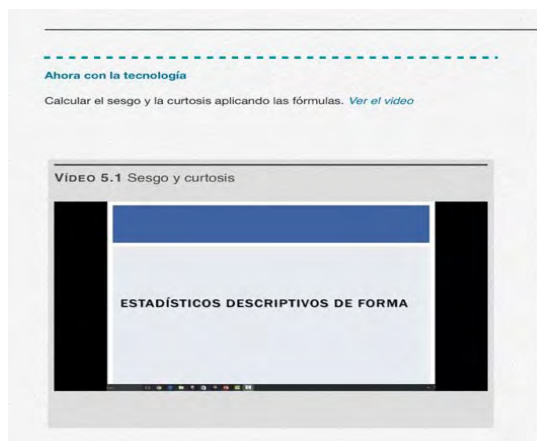 Ahora con la tecnología
Calcular el sesgo y la curtosis aplicando las fórmulas. Ver el video
VÍDEO 5.1 Sesgo y curtosis
ESTADÍSTICOS DESCRIPTIVOS DE FORMA